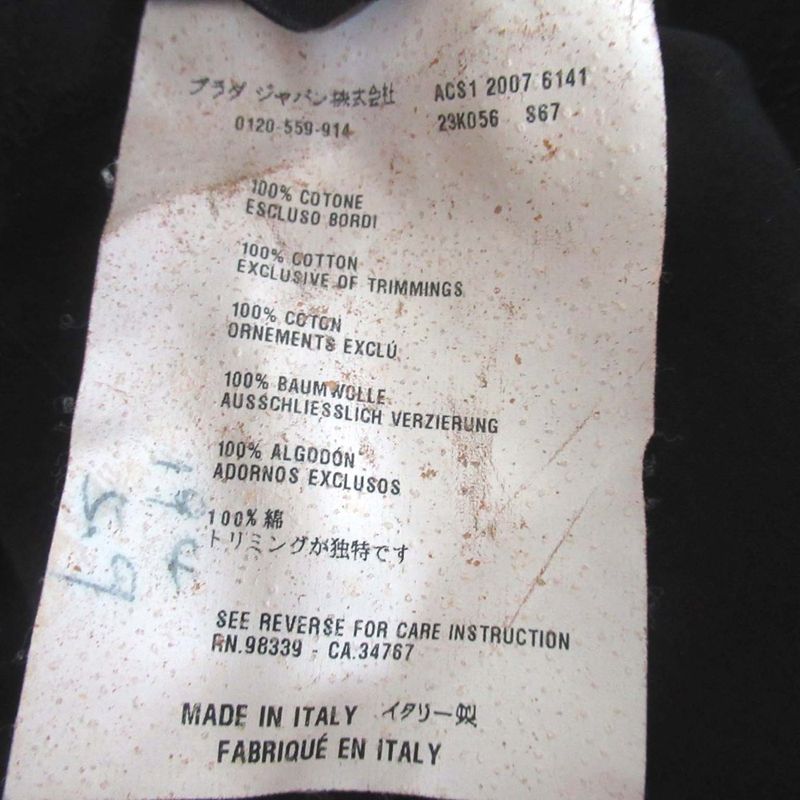 プラダ ジャパン株式会社 ACS1 2007 6141
0120-559-914 23K056 S67
100% COTONE
ESCLUSO BORDI
100% COTTON
EXCLUSIVE OF TRIMMINGS
100% COTON
ORNEMENTS EXCLÚ
100% BAUMWOLLE
AUSSCHLIESSLICH VERZIERUNG
100% ALGODÓN
ADORNOS EXCLUSOS
100% 綿
トリミングが独特です
SEE REVERSE FOR CARE INSTRUCTION
RN.98339 - CA.34767
MADE IN ITALY イタリー製
FABRIQUÉ EN ITALY